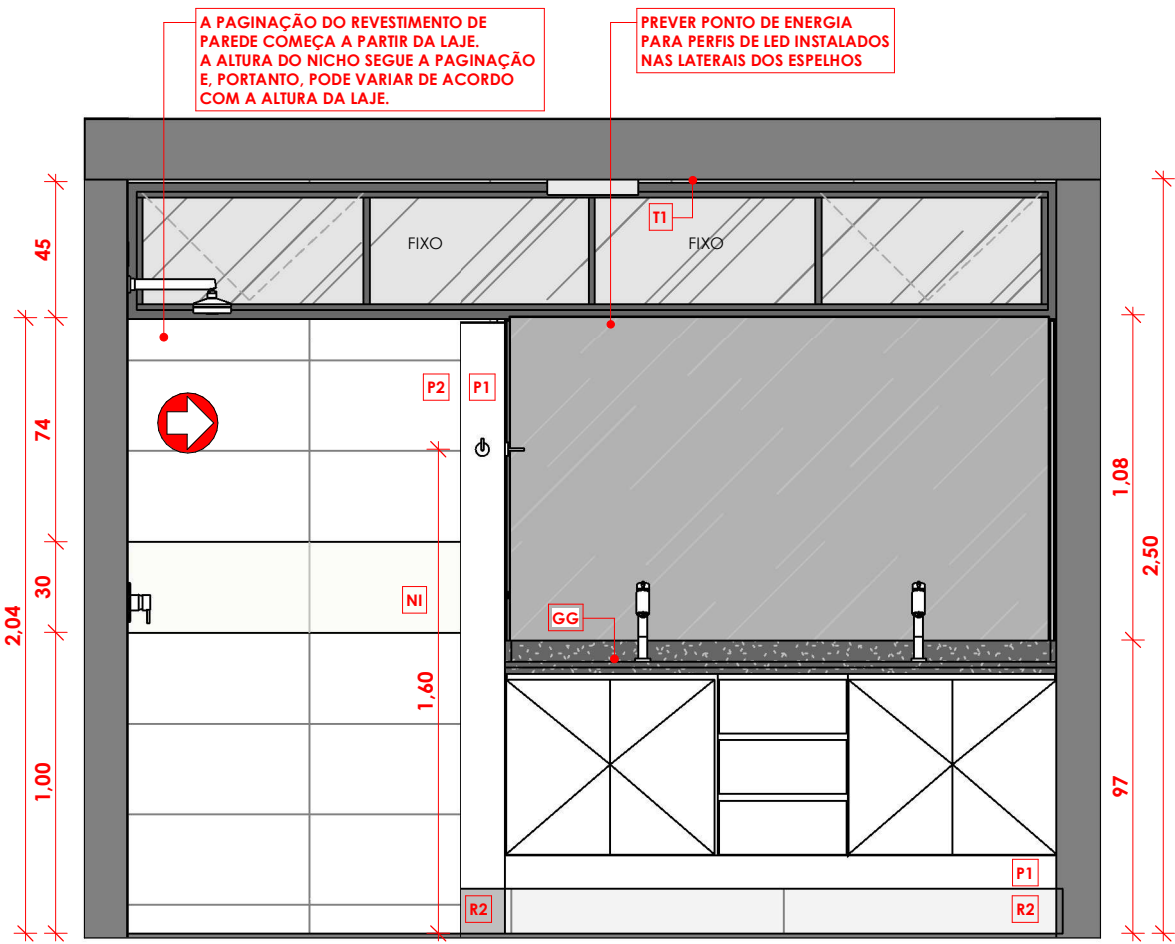 A PAGINAÇÃO DO REVESTIMENTO DE
PAREDE COMEÇA A PARTIR DA LAJE.
A ALTURA DO NICHO SEGUE A PAGINAÇÃO
E, PORTANTO, PODE VARIAR DE ACORDO
COM A ALTURA DA LAJE.
PREVER PONTO DE ENERGIA
PARA PERFIS DE LED INSTALADOS
NAS LATERAIS DOS ESPELHOS
T1
FIXO
FIXO
45
P2
P1
74
1,08
2,50
30
NI
GG
2,04
1,60
1,00
97
P1
R2
R2